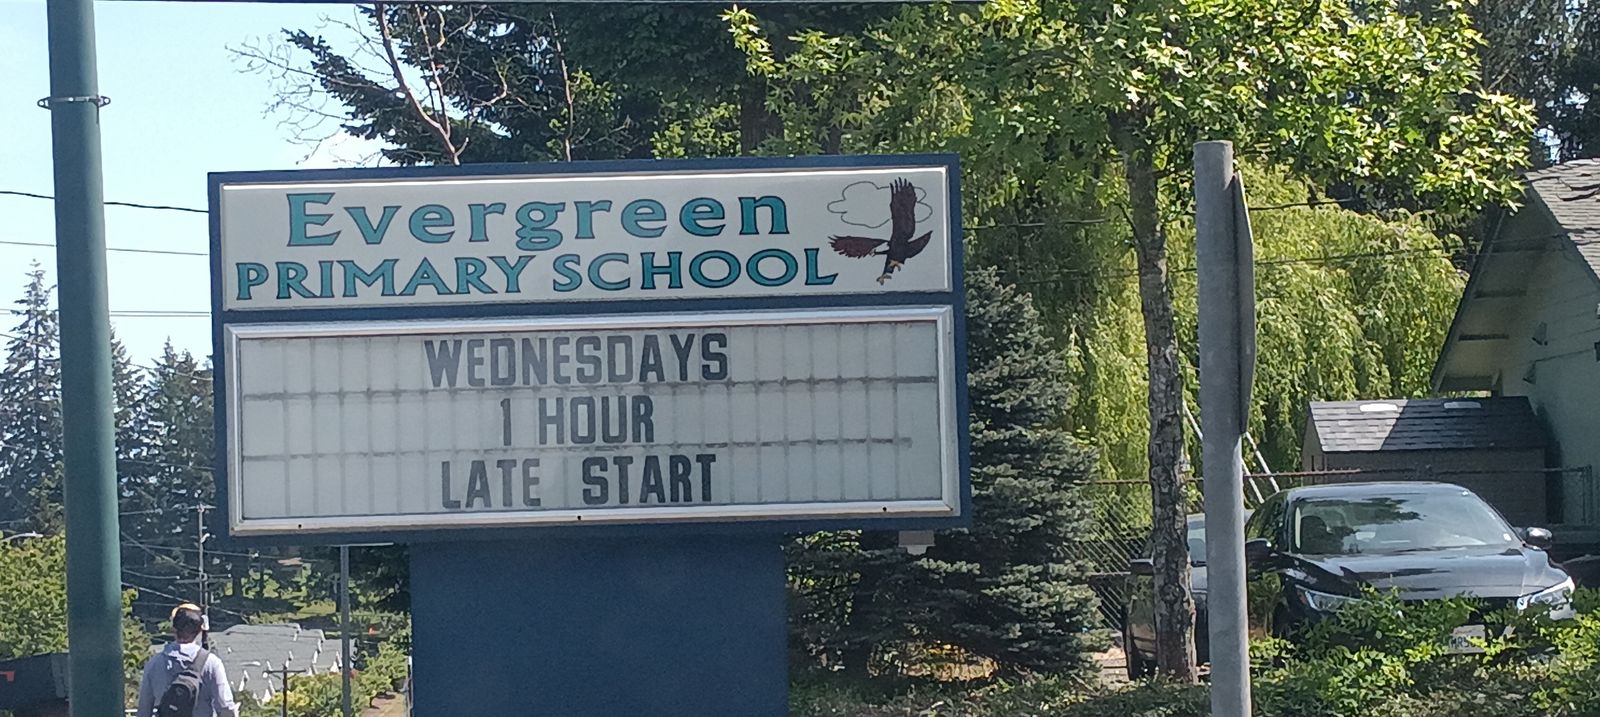 Evergreen
PRIMARY SCHOOL
WEDNESDAYS
1 HOUR
LATE START